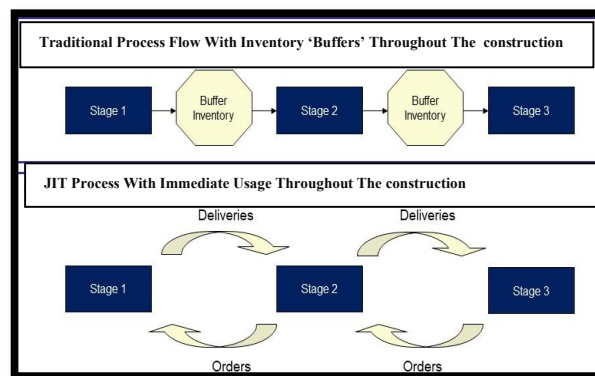 Traditional Process Flow With Inventory ‘Buffers’ Throughout The construction
Stage 1
Buffer
Inventory
Stage 2
Buffer
Inventory
Stage 3
JIT Process With Immediate Usage Throughout The construction
Deliveries
Deliveries
Stage 1
Stage 2
Stage 3
Orders
Orders